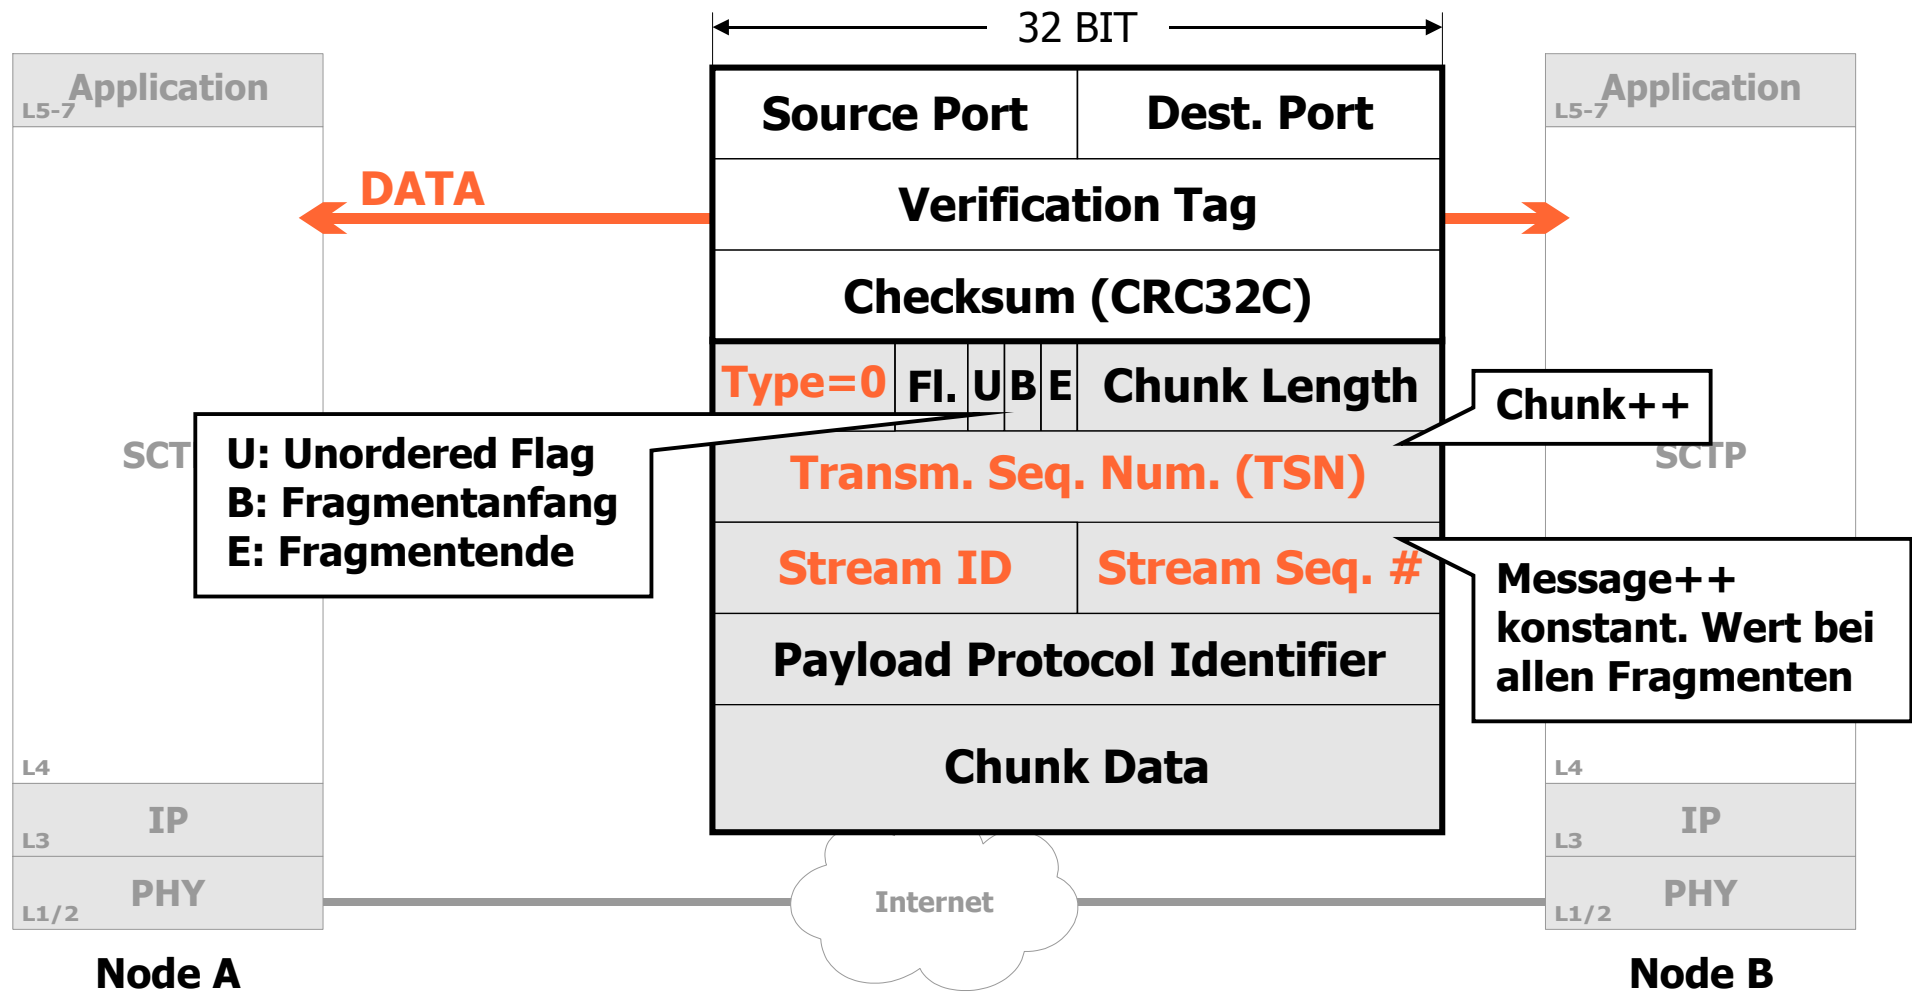 32 BIT
Application
L5-7
Source Port
Dest. Port
Application
L5-7
DATA
Verification Tag
Checksum (CRC32C)
Type=0
Fl.
U
B
E
Chunk Length
Chunk++
SCT
U: Unordered Flag
B: Fragmentanfang
E: Fragmentende
Transm. Seq. Num. (TSN)
SCTP
Stream ID
Stream Seq. #
Message++
konstant. Wert bei
allen Fragmenten
Payload Protocol Identifier
Chunk Data
L4
L4
IP
L3
IP
L3
PHY
L1/2
Internet
PHY
L1/2
Node A
Node B